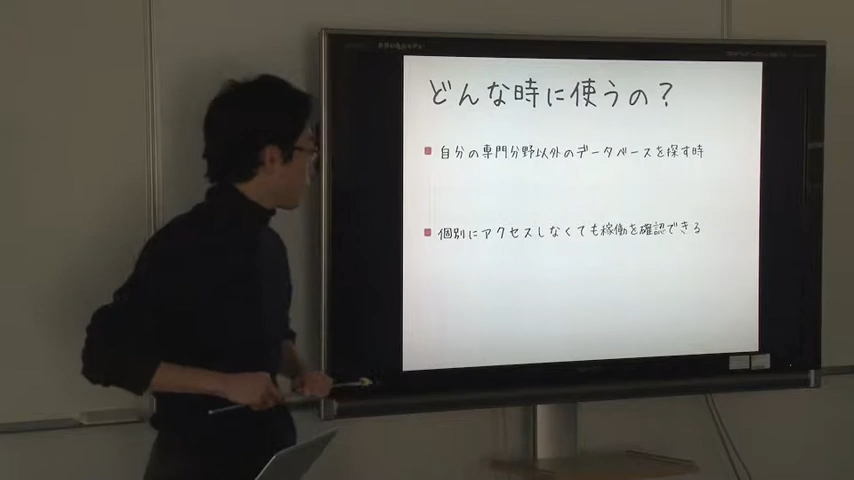 どんな時に使うの？
自分の専門分野以外のデータベースを探す時
個別にアクセスしなくても稼働を確認できる